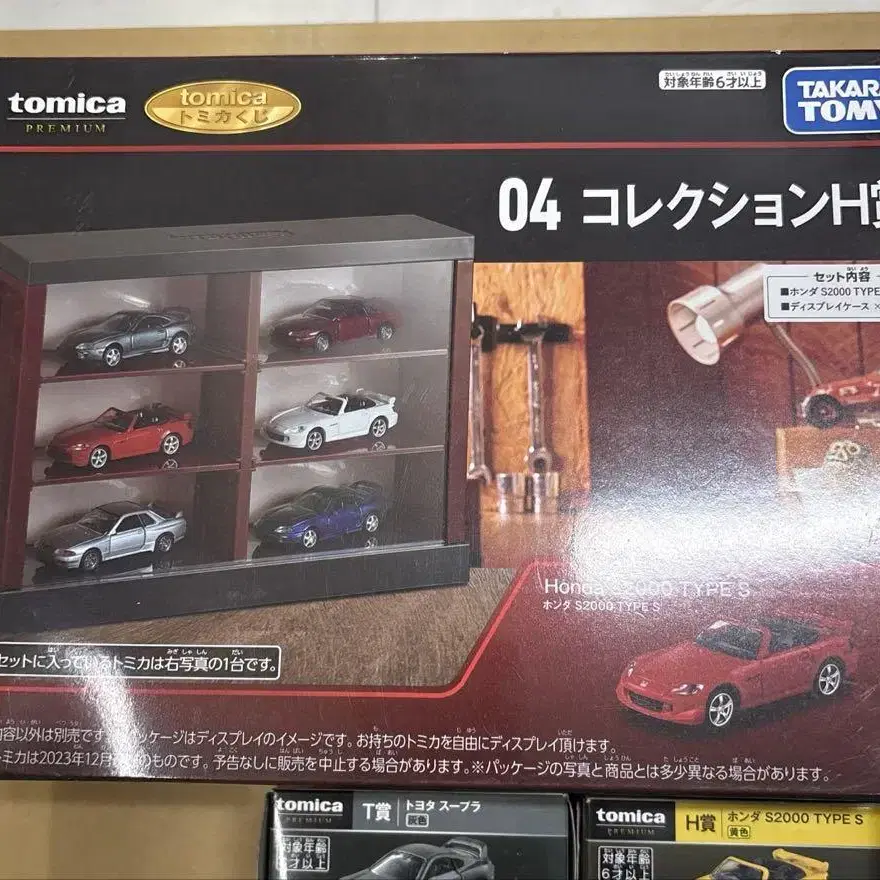 tomica
PREMIUM
tomica
トミカくじ
対象年齢6才以上
TAKARA
TOMY
04 コレクションH賞
セット内容
■ホンダ S2000 TYPE
■ディスプレイケース ×
Honda S2000 TYPE S
ホンダ S2000 TYPE S
セットに入っているトミカは右写真の1台です。
内容以外は別売です パッケージはディスプレイのイメージです。お持ちのトミカを自由にディスプレイ頂けます。
トミカは2023年12月 のものです。予告なしに販売を中止する場合があります。※パッケージの写真と商品とは多少異なる場合があります。
tomica
PREMIUM
T賞
トヨタ スープラ
灰色
対象年齢
6才以上
tomica
PREMIUM
H賞
ホンダ S2000 TYPE S
黄色
対象年齢
6才以上